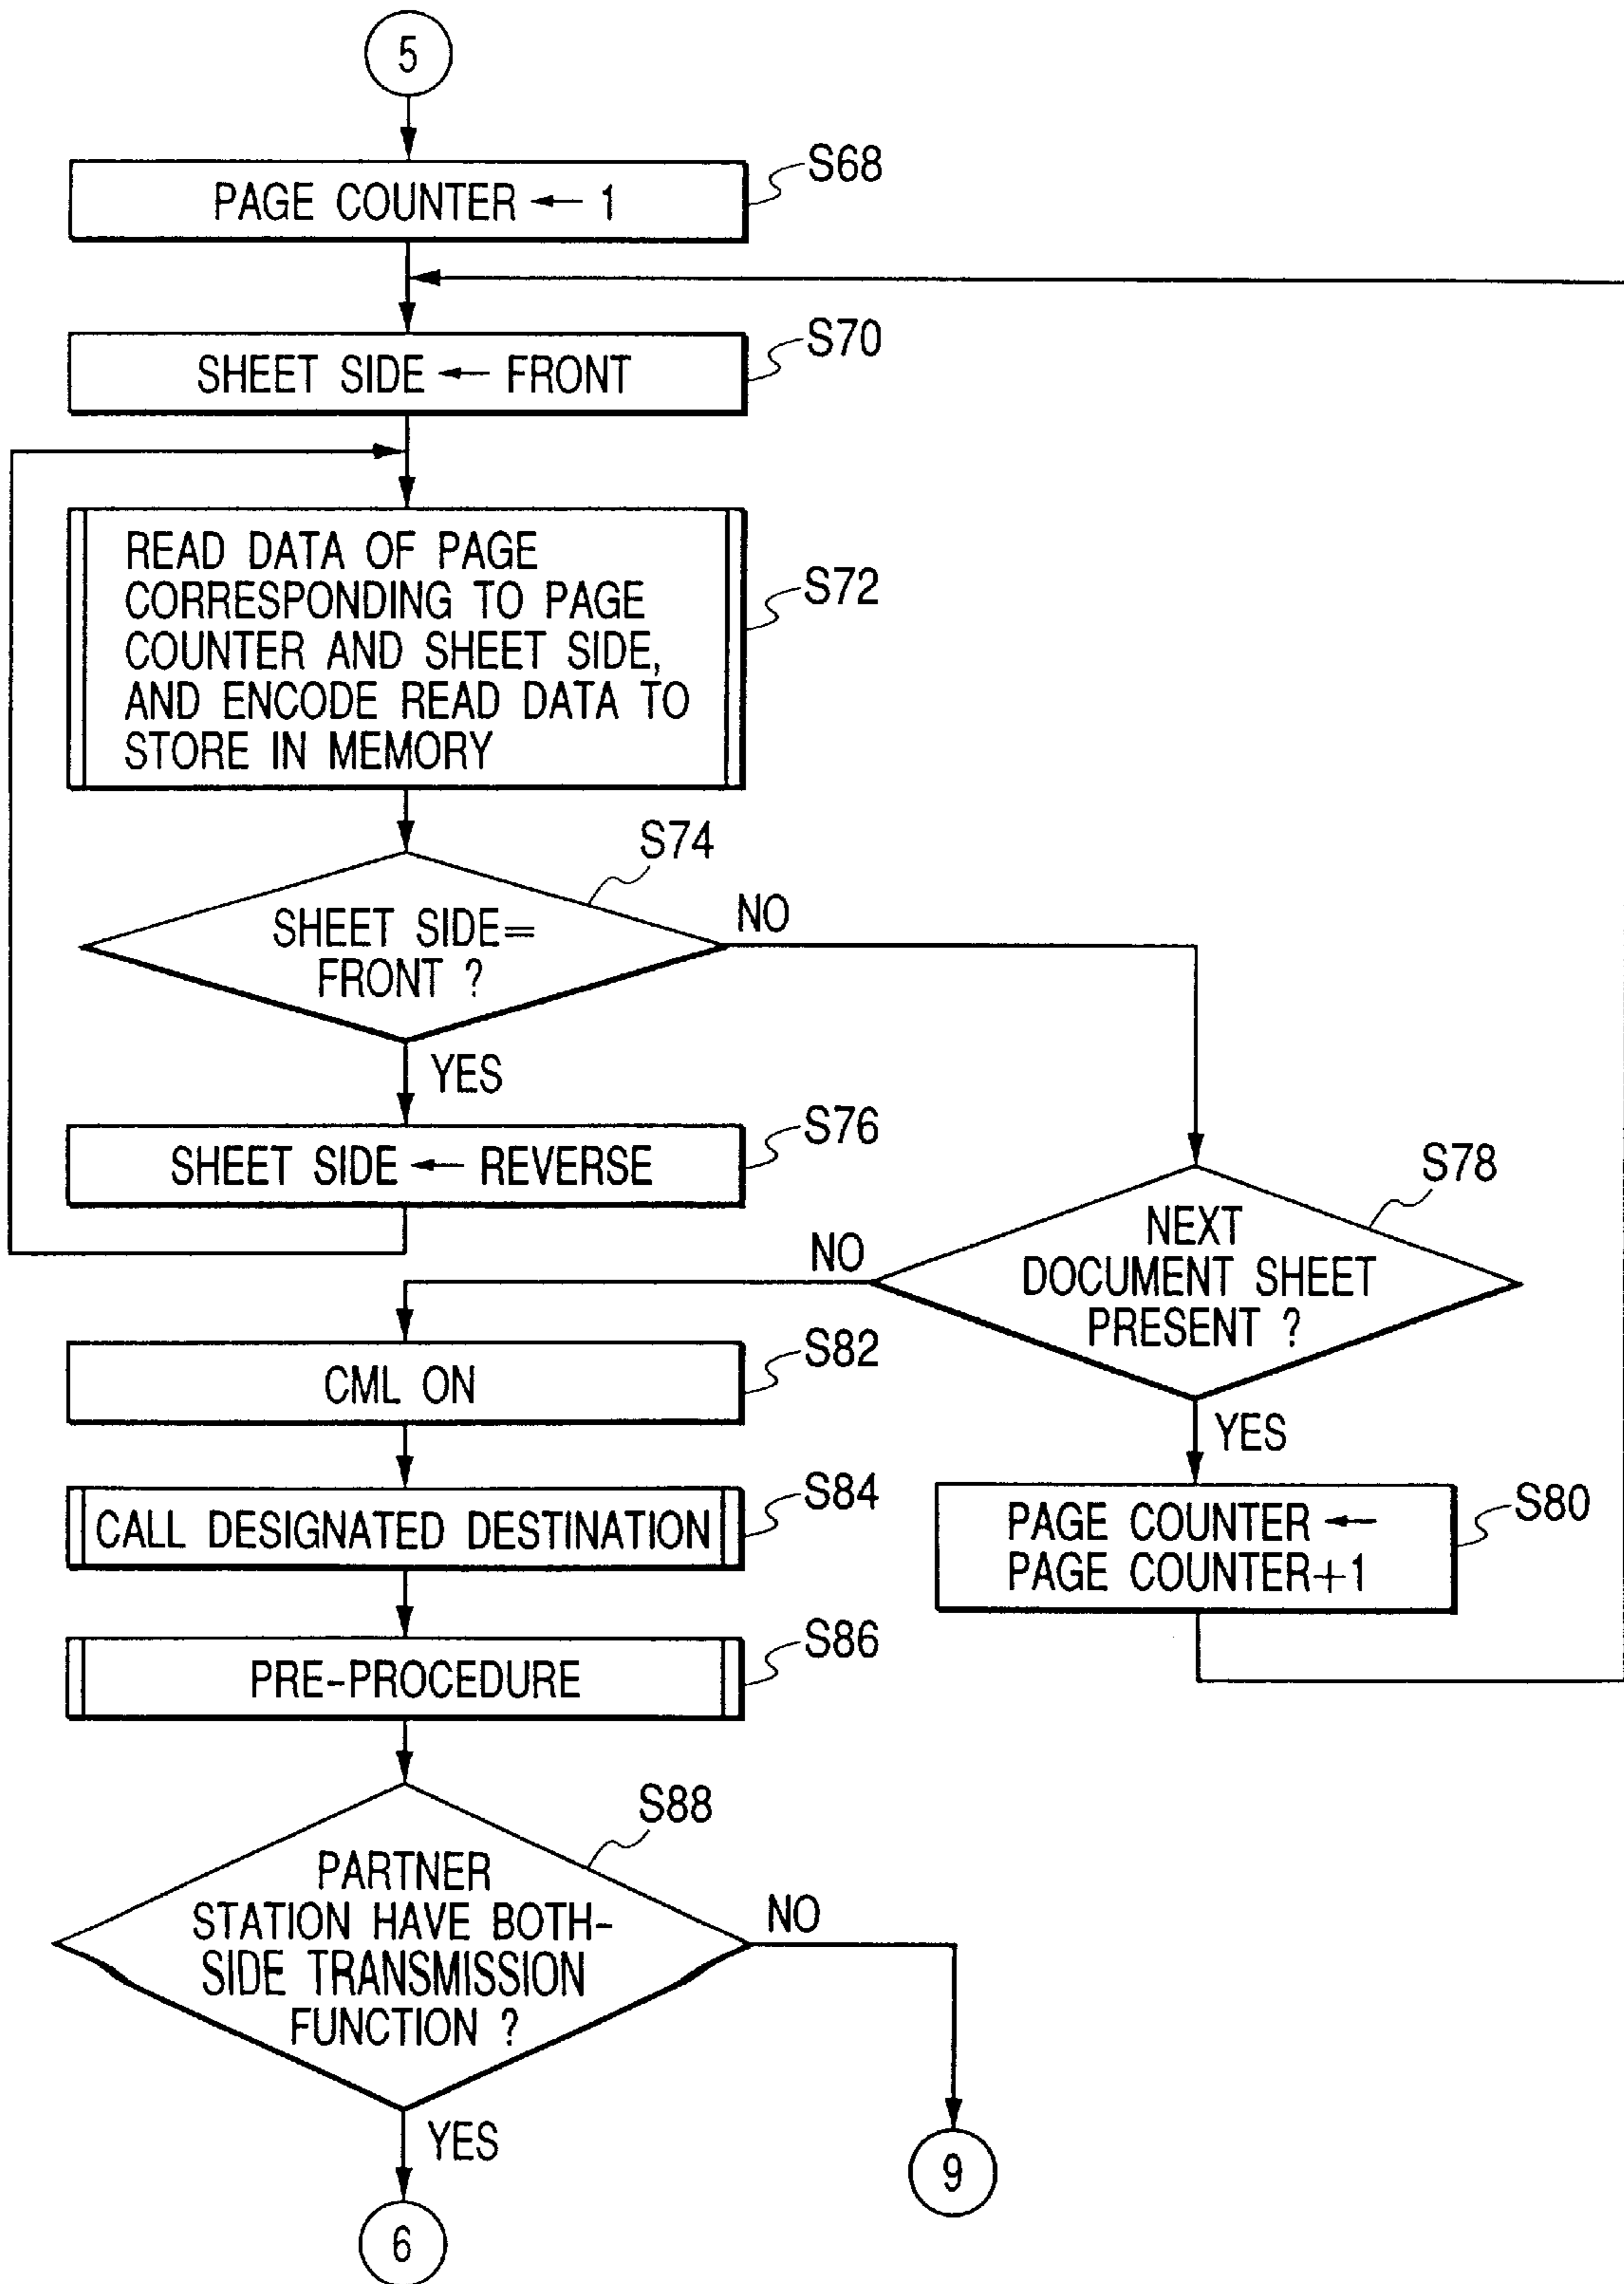 5
PAGE COUNTER ← 1
S68
SHEET SIDE ← FRONT
S70
READ DATA OF PAGE
CORRESPONDING TO PAGE
COUNTER AND SHEET SIDE,
AND ENCODE READ DATA TO
STORE IN MEMORY
S72
S74
SHEET SIDE=
FRONT ?
NO
YES
SHEET SIDE ← REVERSE
S76
S78
NEXT
DOCUMENT SHEET
PRESENT ?
NO
YES
CML ON
S82
CALL DESIGNATED DESTINATION
S84
PAGE COUNTER ←
PAGE COUNTER+1
S80
PRE-PROCEDURE
S86
S88
PARTNER
STATION HAVE BOTH-
SIDE TRANSMISSION
FUNCTION ?
NO
YES
9
6